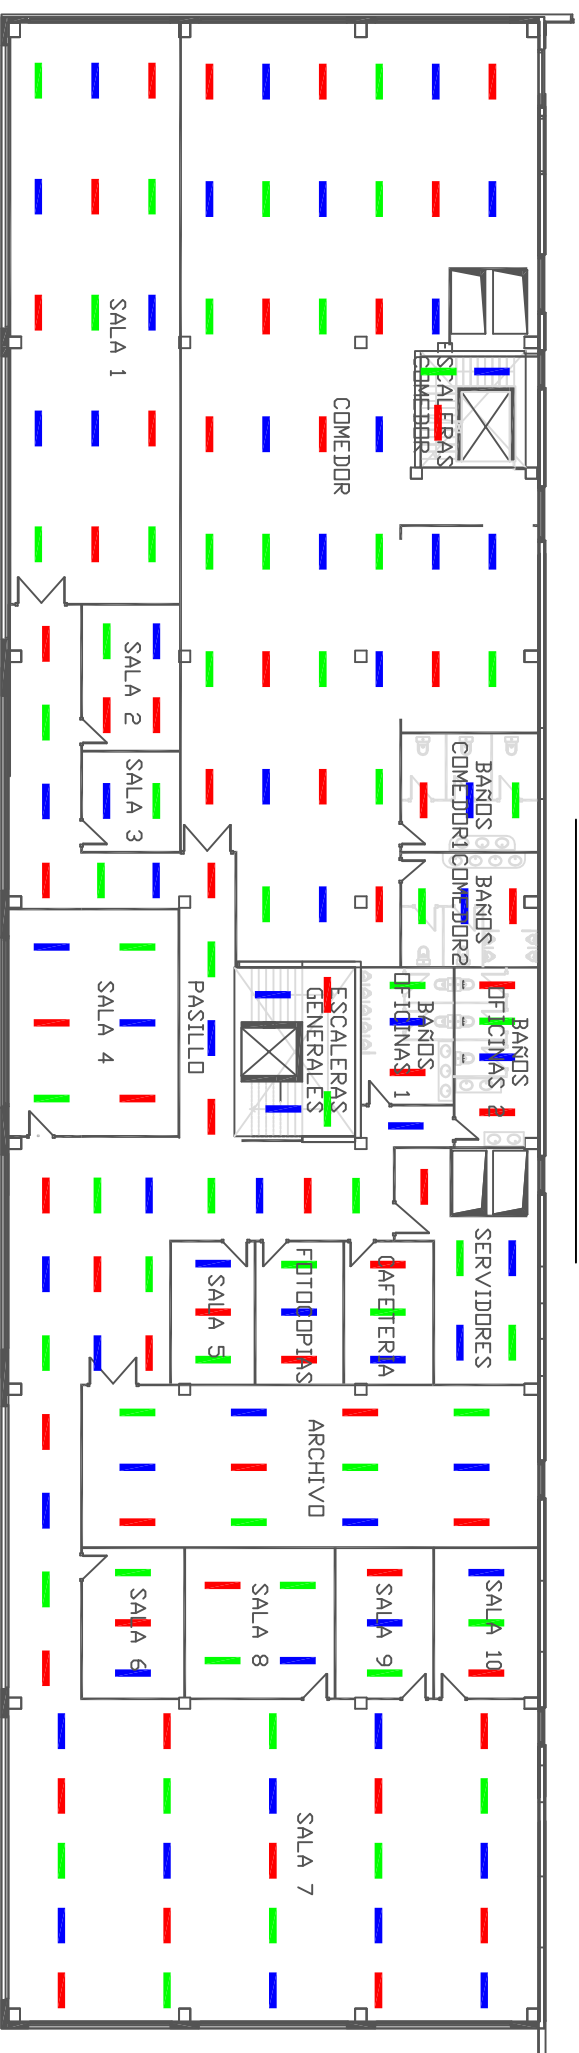 SALA 1
ESCALERAS
COMEDOR
COMEDOR
SALA 2
SALA 3
BAÑOS
COMEDOR1
BAÑOS
COMEDOR2
SALA 4
PASILLO
ESCALERAS
GENERALES
BAÑOS
OFICINAS 1
BAÑOS
OFICINAS 2
SALA 5
FOTOCOPIAS
CAFETERÍA
SERVIDORES
ARCHIVO
SALA 6
SALA 8
SALA 9
SALA 10
SALA 7